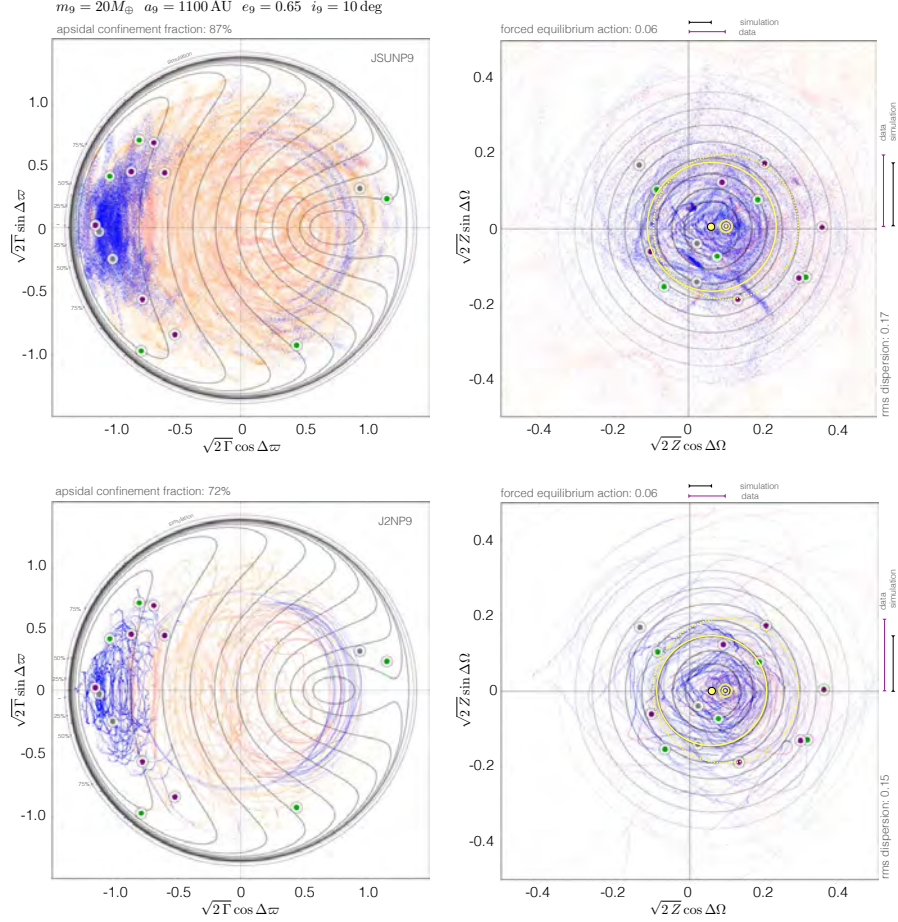 m₉ = 20M⊕ a₉ = 1100 AU e₉ = 0.65 i₉ = 10 deg
apsidal confinement fraction: 87%
JSUNP9
simulation
75%
50%
25%
25%
50%
75%
1.0
0.5
0
-0.5
-1.0
√2Γ sin Δϖ
-1.0 -0.5 0 0.5 1.0
√2Γ cos Δϖ
forced equilibrium action: 0.06
simulation
data
0.4
0.2
0
-0.2
-0.4
√2Z sin ΔΩ
-0.4 -0.2 0 0.2 0.4
√2Z cos ΔΩ
data
simulation
rms dispersion: 0.17
apsidal confinement fraction: 72%
J2NP9
simulation
75%
50%
25%
25%
50%
75%
1.0
0.5
0
-0.5
-1.0
√2Γ sin Δϖ
-1.0 -0.5 0 0.5 1.0
√2Γ cos Δϖ
forced equilibrium action: 0.06
simulation
data
0.4
0.2
0
-0.2
-0.4
√2Z sin ΔΩ
-0.4 -0.2 0 0.2 0.4
√2Z cos ΔΩ
data
simulation
rms dispersion: 0.15